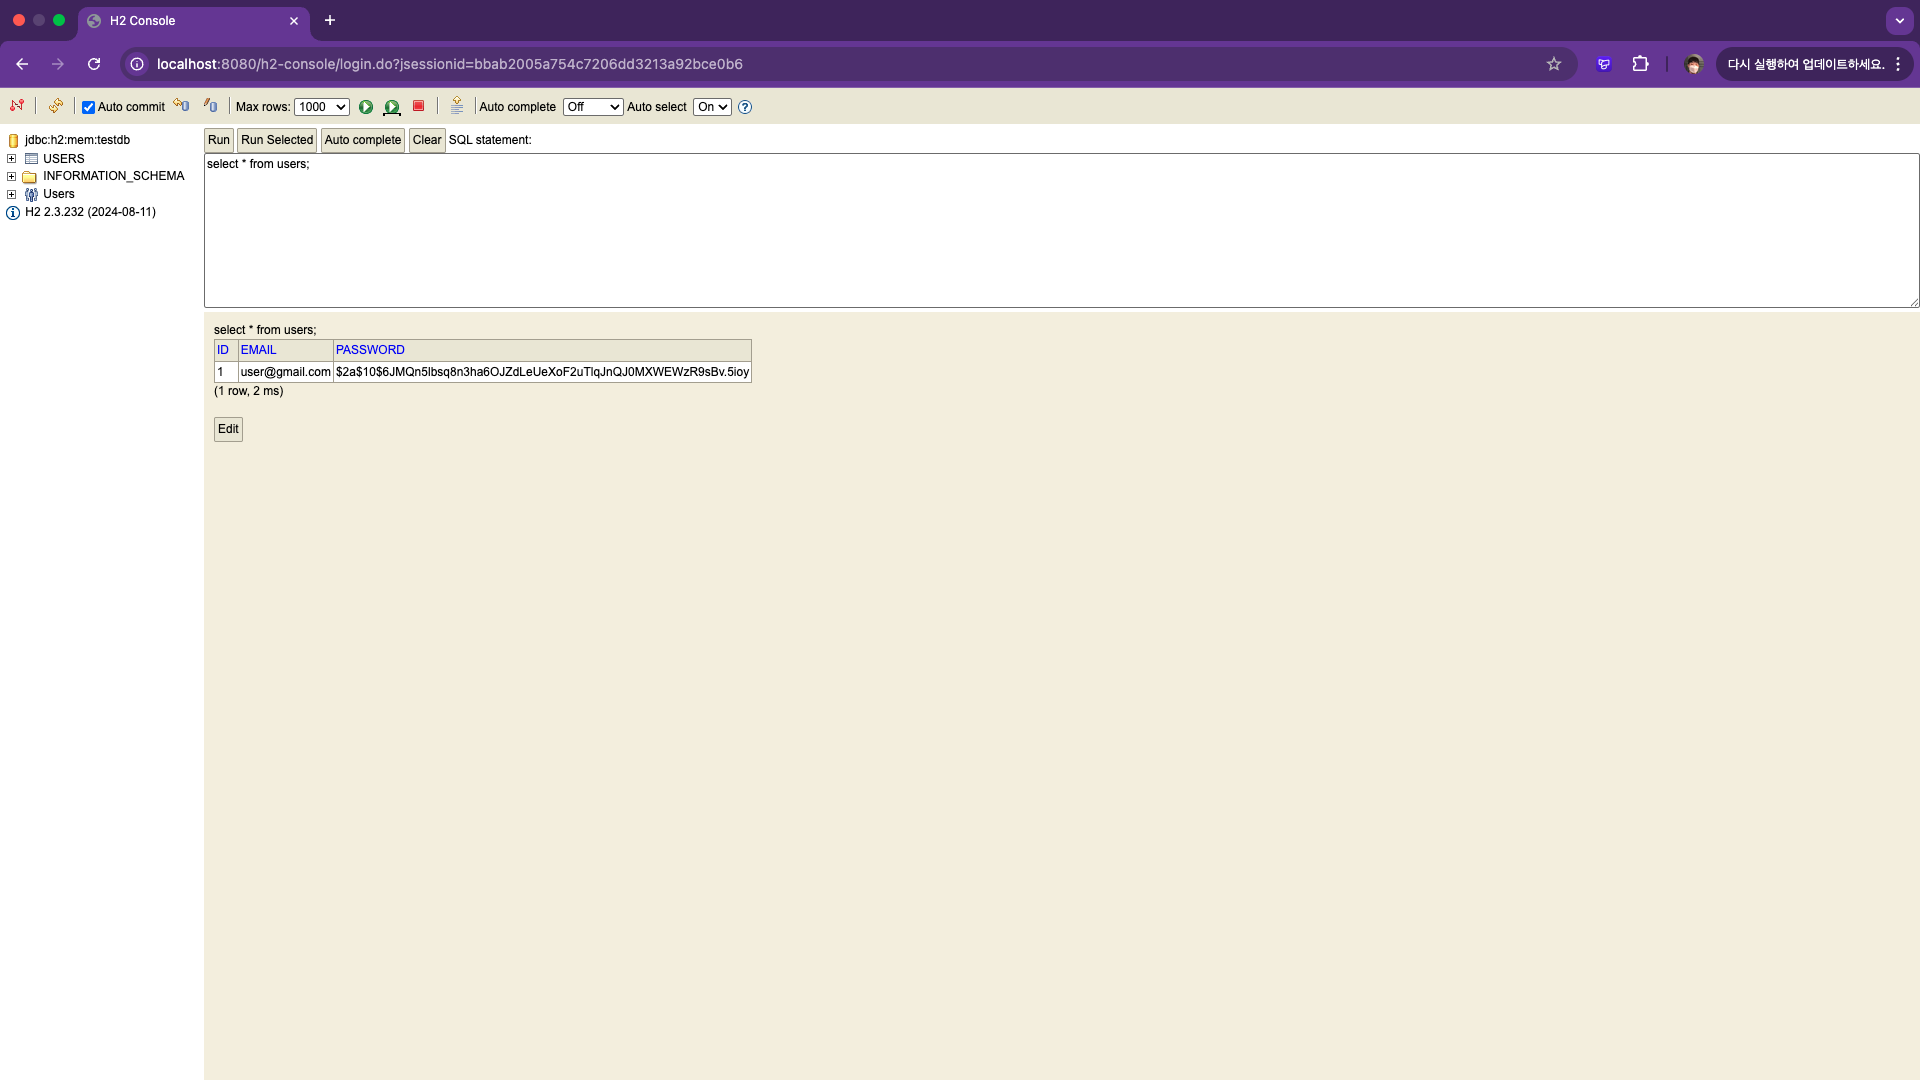 H2 Console
localhost:8080/h2-console/login.do?jsessionid=bbab2005a754c7206dd3213a92bce0b6
다시 실행하여 업데이트하세요.
Auto commit
Max rows: 1000
Auto complete Off
Auto select On
jdbc:h2:mem:testdb
USERS
INFORMATION_SCHEMA
Users
H2 2.3.232 (2024-08-11)
Run Run Selected Auto complete Clear SQL statement:
select * from users;
select * from users;
ID EMAIL PASSWORD
1 user@gmail.com $2a$10$6JMQn5lbsq8n3ha6OJZdLeUeXoF2uTlqJnQJ0MXWEWzR9sBv.5ioy
(1 row, 2 ms)
Edit